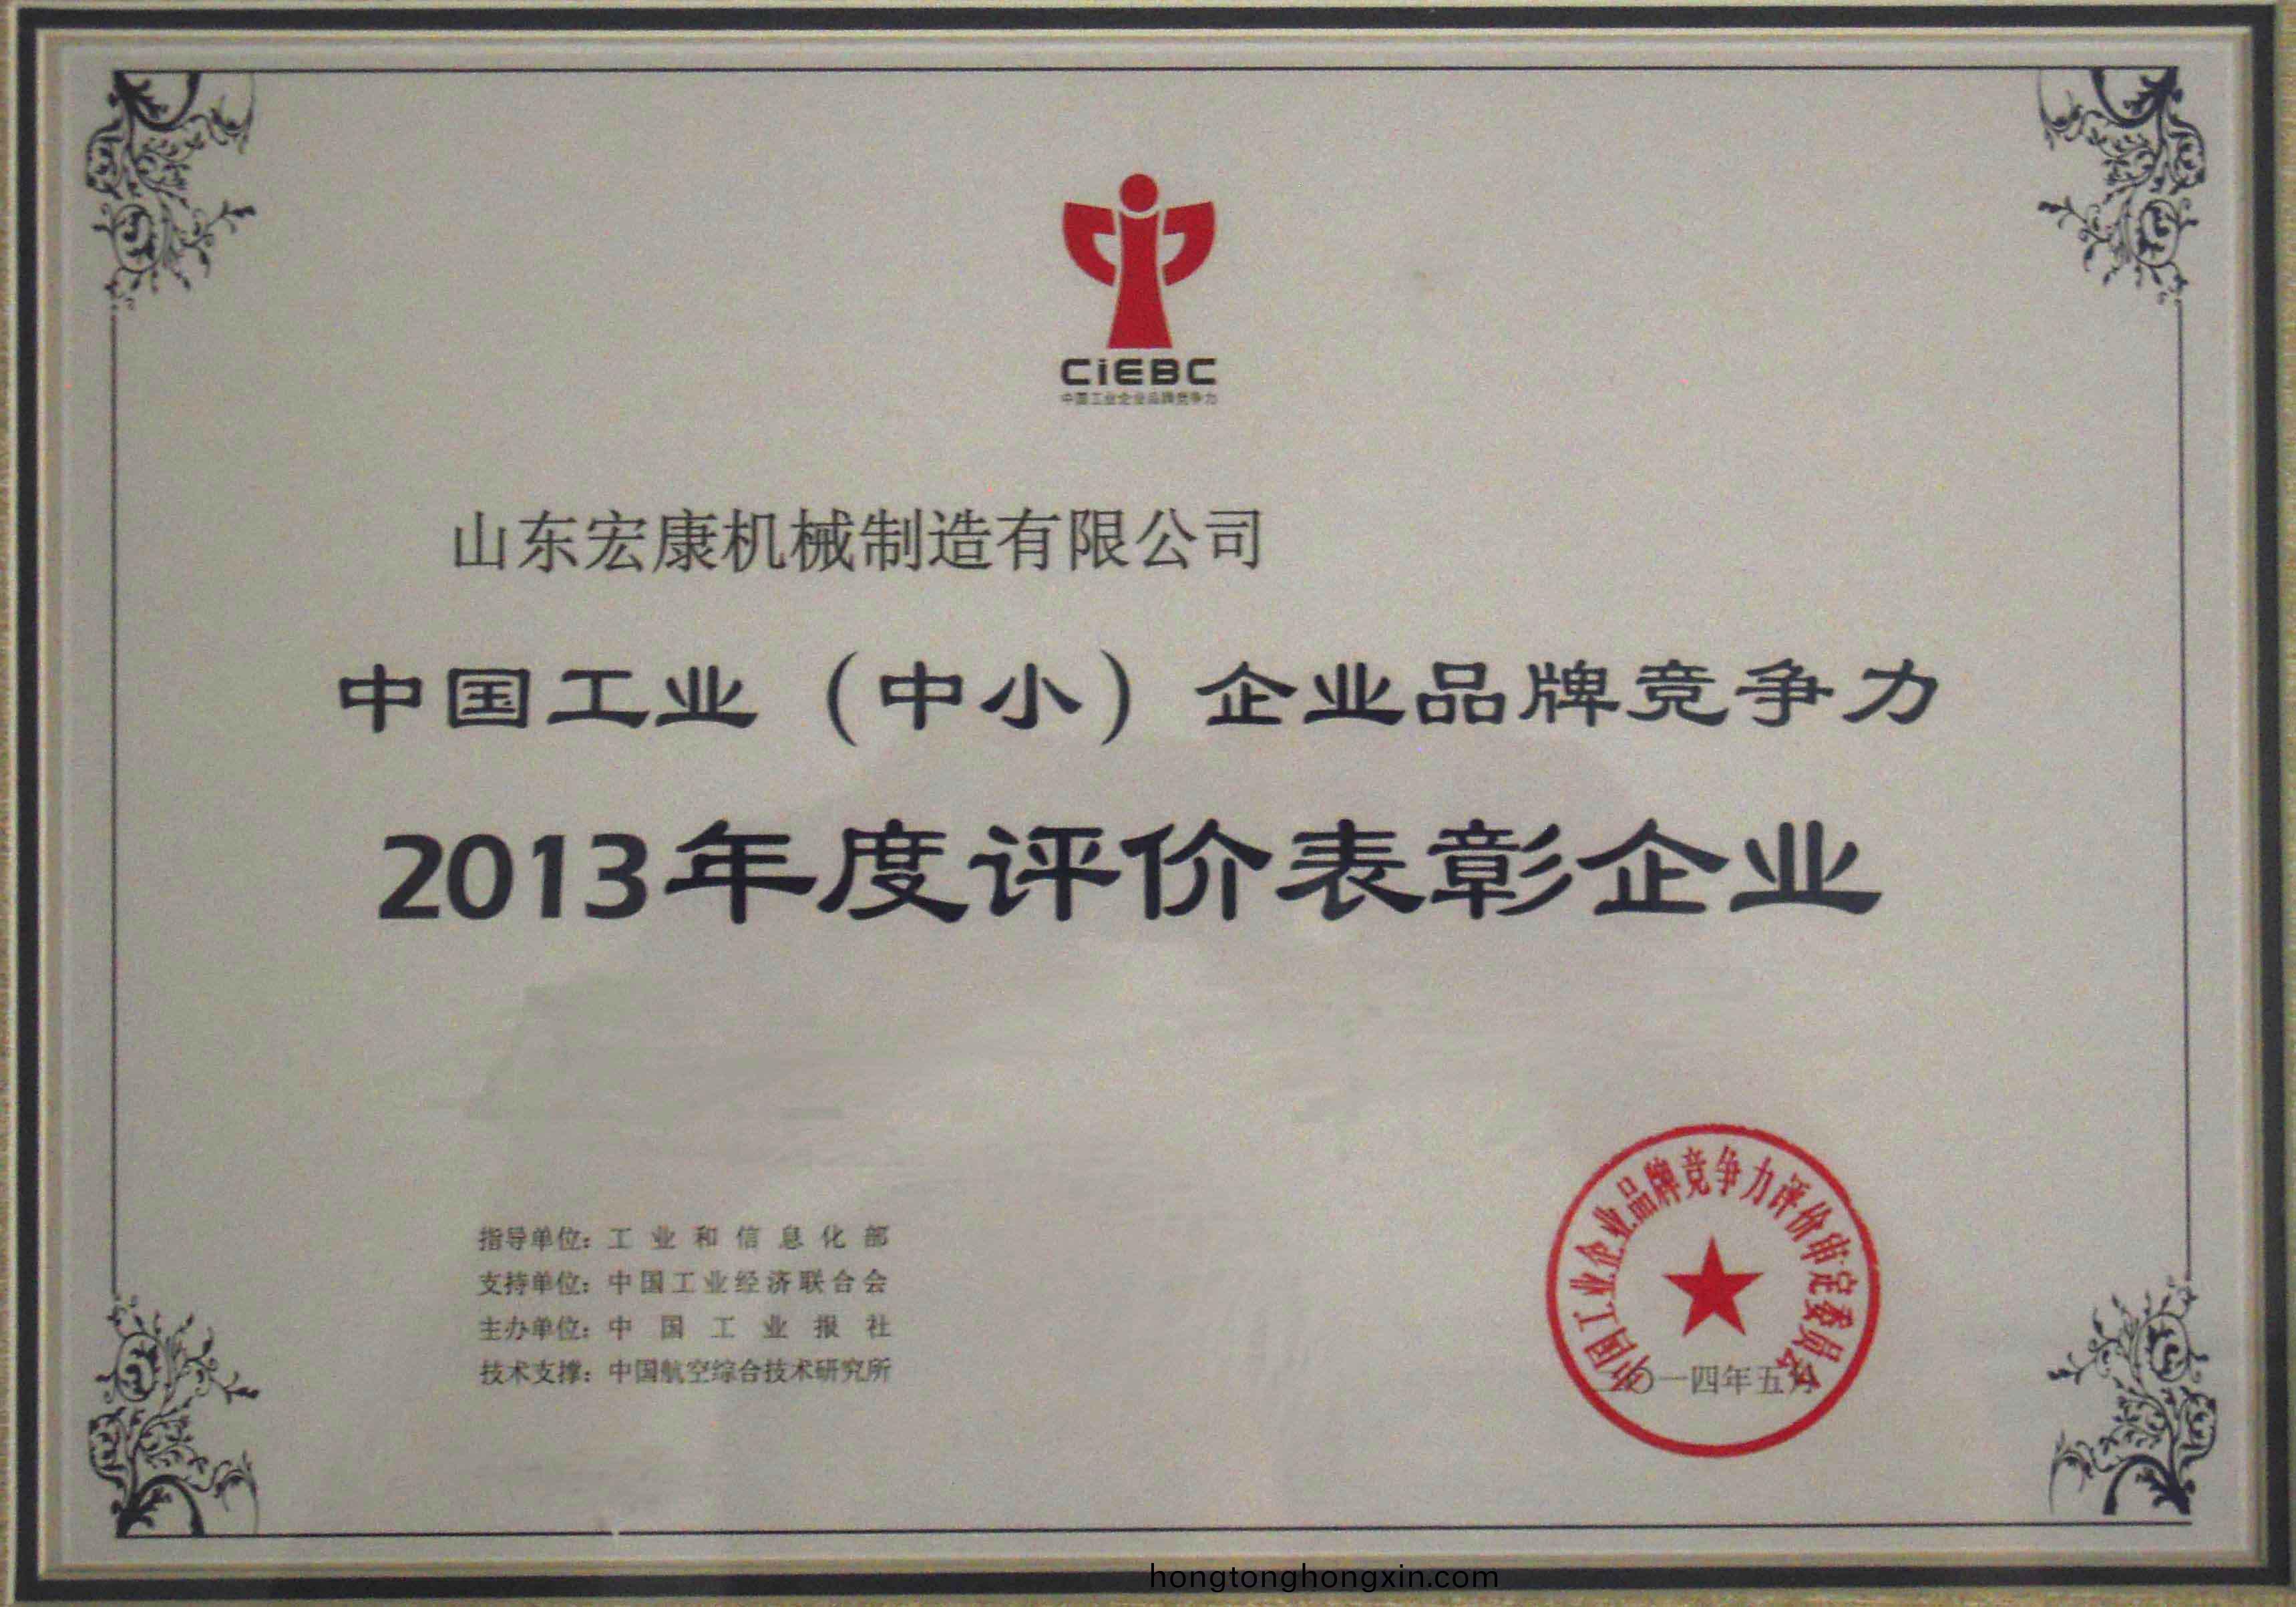 CiEBC
中国工业企业品牌竞争力
山东宏康机械制造有限公司
中国工业（中小）企业品牌竞争力
2013年度评价表彰企业
指导单位：工业和信息化部
支持单位：中国工业经济联合会
主办单位：中国工业报社
技术支撑：中国航空综合技术研究所
中国工业企业品牌竞争力评价审定委员会
二〇一四年五月
hongtonghongxin.com